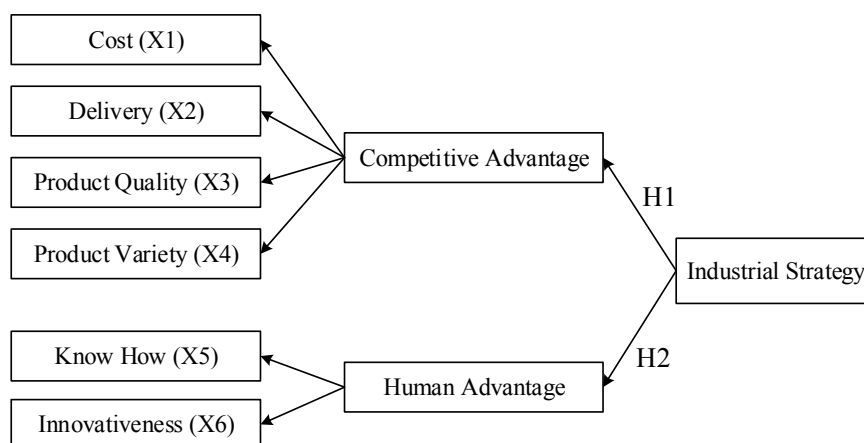 Cost (X1)
Delivery (X2)
Product Quality (X3)
Product Variety (X4)
Know How (X5)
Innovativeness (X6)
Competitive Advantage
Human Advantage
H1
H2
Industrial Strategy